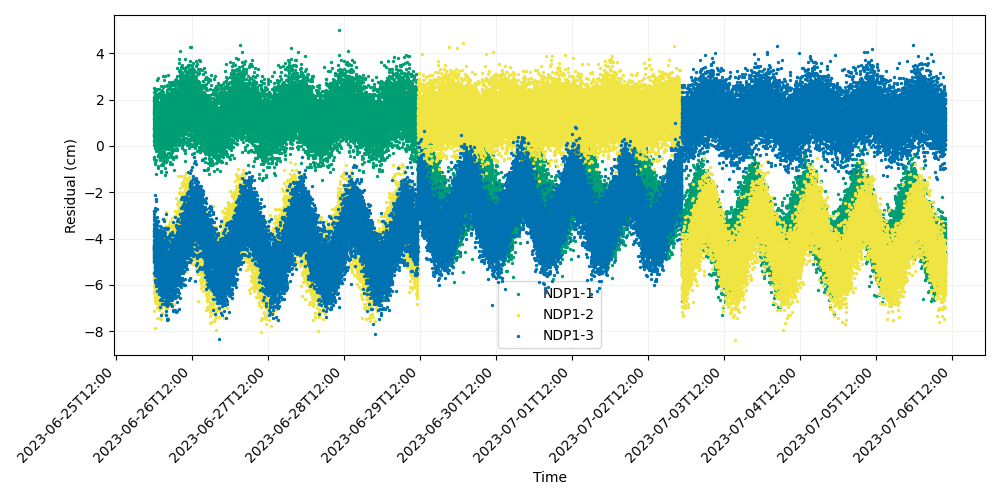 4
2
0
−2
−4
−6
−8
Residual (cm)
NDP1-1
NDP1-2
NDP1-3
2023-06-25T12:00
2023-06-26T12:00
2023-06-27T12:00
2023-06-28T12:00
2023-06-29T12:00
2023-06-30T12:00
2023-07-01T12:00
2023-07-02T12:00
2023-07-03T12:00
2023-07-04T12:00
2023-07-05T12:00
2023-07-06T12:00
Time